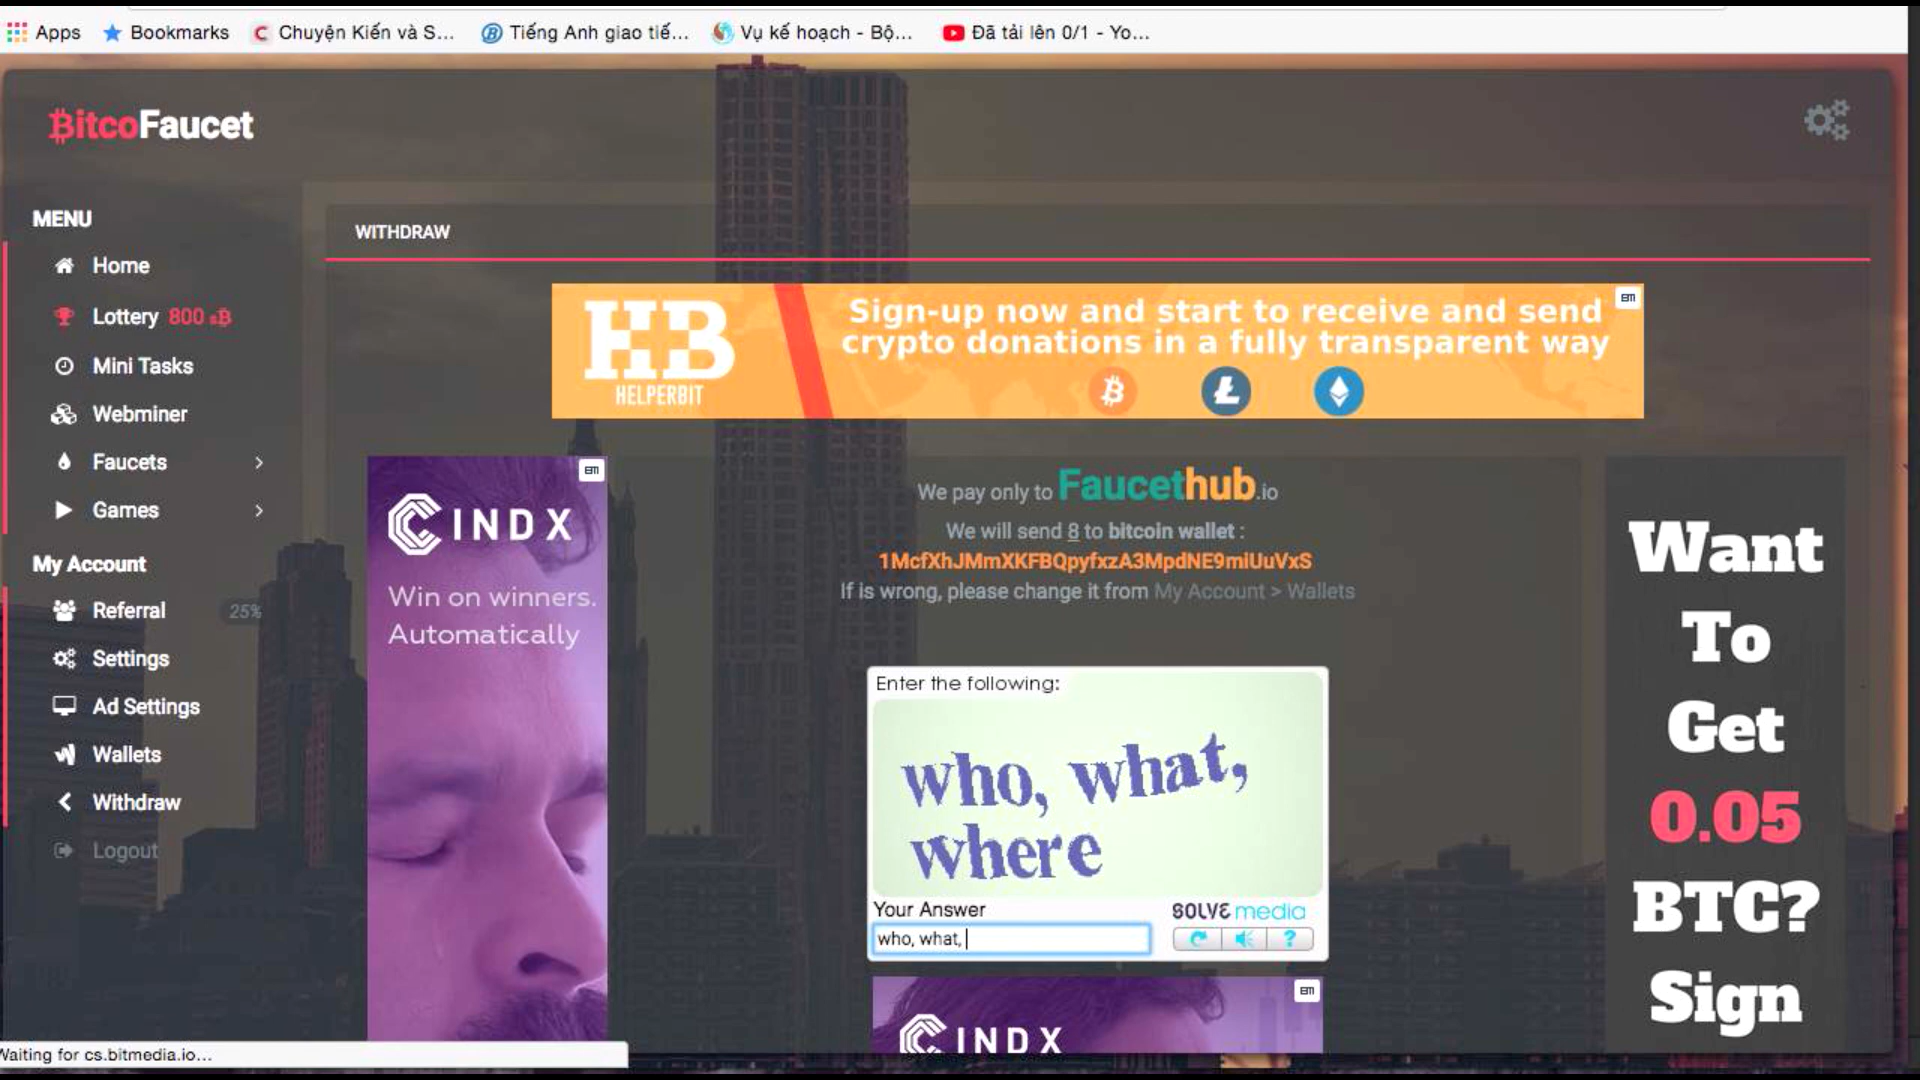 Apps
Bookmarks
Chuyện Kiến và S...
Tiếng Anh giao tiế...
Vụ kế hoạch - Bộ...
Đã tải lên 0/1 - Yo...
BitcoFaucet
MENU
Home
Lottery 800 s₿
Mini Tasks
Webminer
Faucets
Games
My Account
Referral 25%
Settings
Ad Settings
Wallets
Withdraw
Logout
WITHDRAW
HB
HELPERBIT
Sign-up now and start to receive and send
crypto donations in a fully transparent way
CINDX
Win on winners.
Automatically
We pay only to Faucethub.io
We will send 8 to bitcoin wallet :
1McfXhJMmXKFBQpyfxzA3MpdNE9miUuVxS
If is wrong, please change it from My Account > Wallets
Enter the following:
who, what,
where
Your Answer
SOLVE media
who, what,
?
CINDX
Want
To
Get
0.05
BTC?
Sign
Waiting for cs.bitmedia.io...